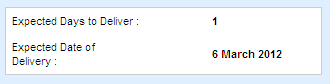 Expected Days to Deliver : 1
Expected Date of
Delivery : 6 March 2012